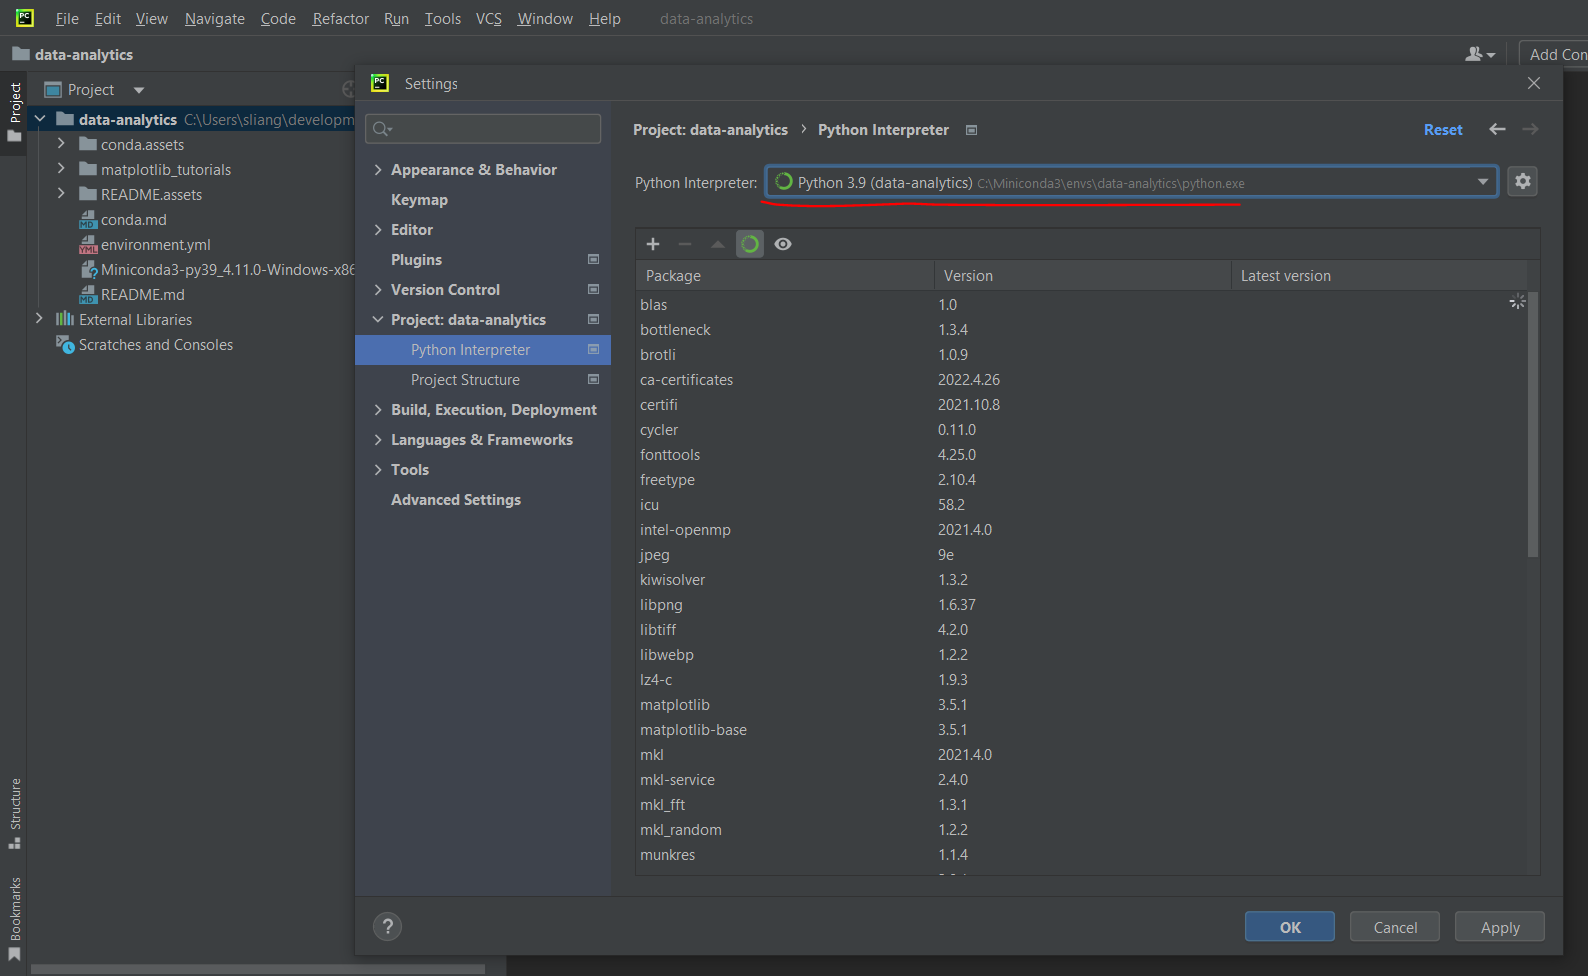 File Edit View Navigate Code Refactor Run Tools VCS Window Help data-analytics
data-analytics
Add Con
Project
Project
data-analytics C:\Users\sliang\developm
conda.assets
matplotlib_tutorials
README.assets
conda.md
environment.yml
Miniconda3-py39_4.11.0-Windows-x86
README.md
External Libraries
Scratches and Consoles
Structure
Bookmarks
Settings
Appearance & Behavior
Keymap
Editor
Plugins
Version Control
Project: data-analytics
Python Interpreter
Project Structure
Build, Execution, Deployment
Languages & Frameworks
Tools
Advanced Settings
Project: data-analytics › Python Interpreter
Reset
Python Interpreter: Python 3.9 (data-analytics) C:\Miniconda3\envs\data-analytics\python.exe
Package Version Latest version
blas 1.0
bottleneck 1.3.4
brotli 1.0.9
ca-certificates 2022.4.26
certifi 2021.10.8
cycler 0.11.0
fonttools 4.25.0
freetype 2.10.4
icu 58.2
intel-openmp 2021.4.0
jpeg 9e
kiwisolver 1.3.2
libpng 1.6.37
libtiff 4.2.0
libwebp 1.2.2
lz4-c 1.9.3
matplotlib 3.5.1
matplotlib-base 3.5.1
mkl 2021.4.0
mkl-service 2.4.0
mkl_fft 1.3.1
mkl_random 1.2.2
munkres 1.1.4
?
OK Cancel Apply